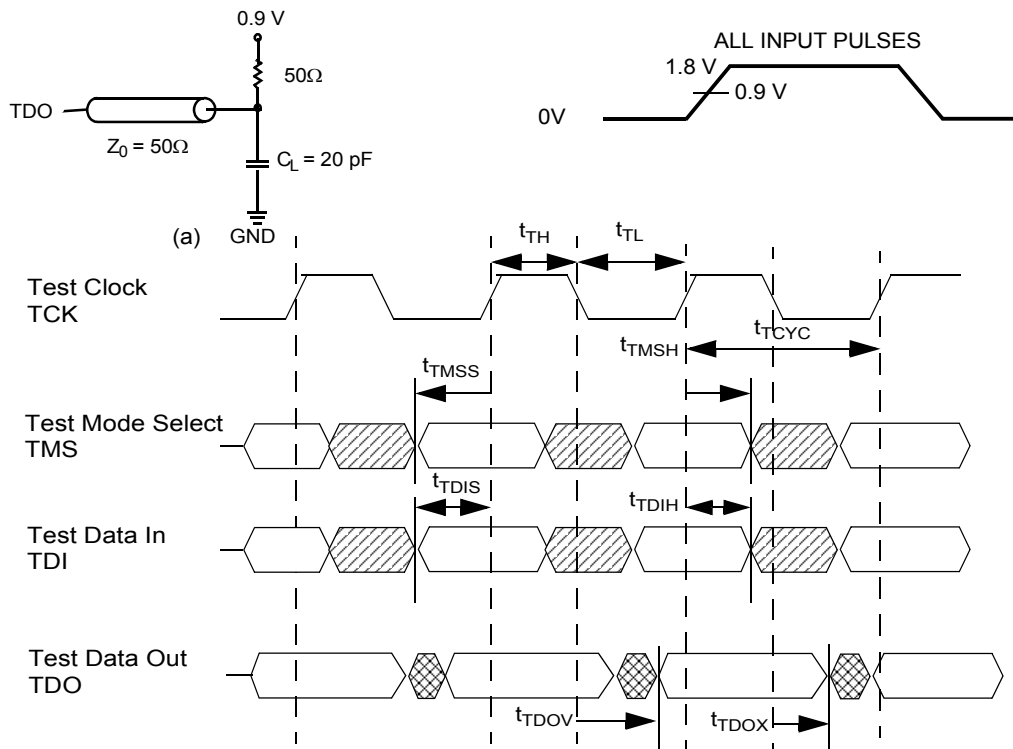 0.9 V
ALL INPUT PULSES
50Ω
1.8 V
0.9 V
TDO
0V
Z0 = 50Ω
CL = 20 pF
(a)
GND
tTH
tTL
Test Clock
TCK
tTMSH
tTCYC
tTMSS
Test Mode Select
TMS
tTDIS
tTDIH
Test Data In
TDI
Test Data Out
TDO
tTDOV
tTDOX